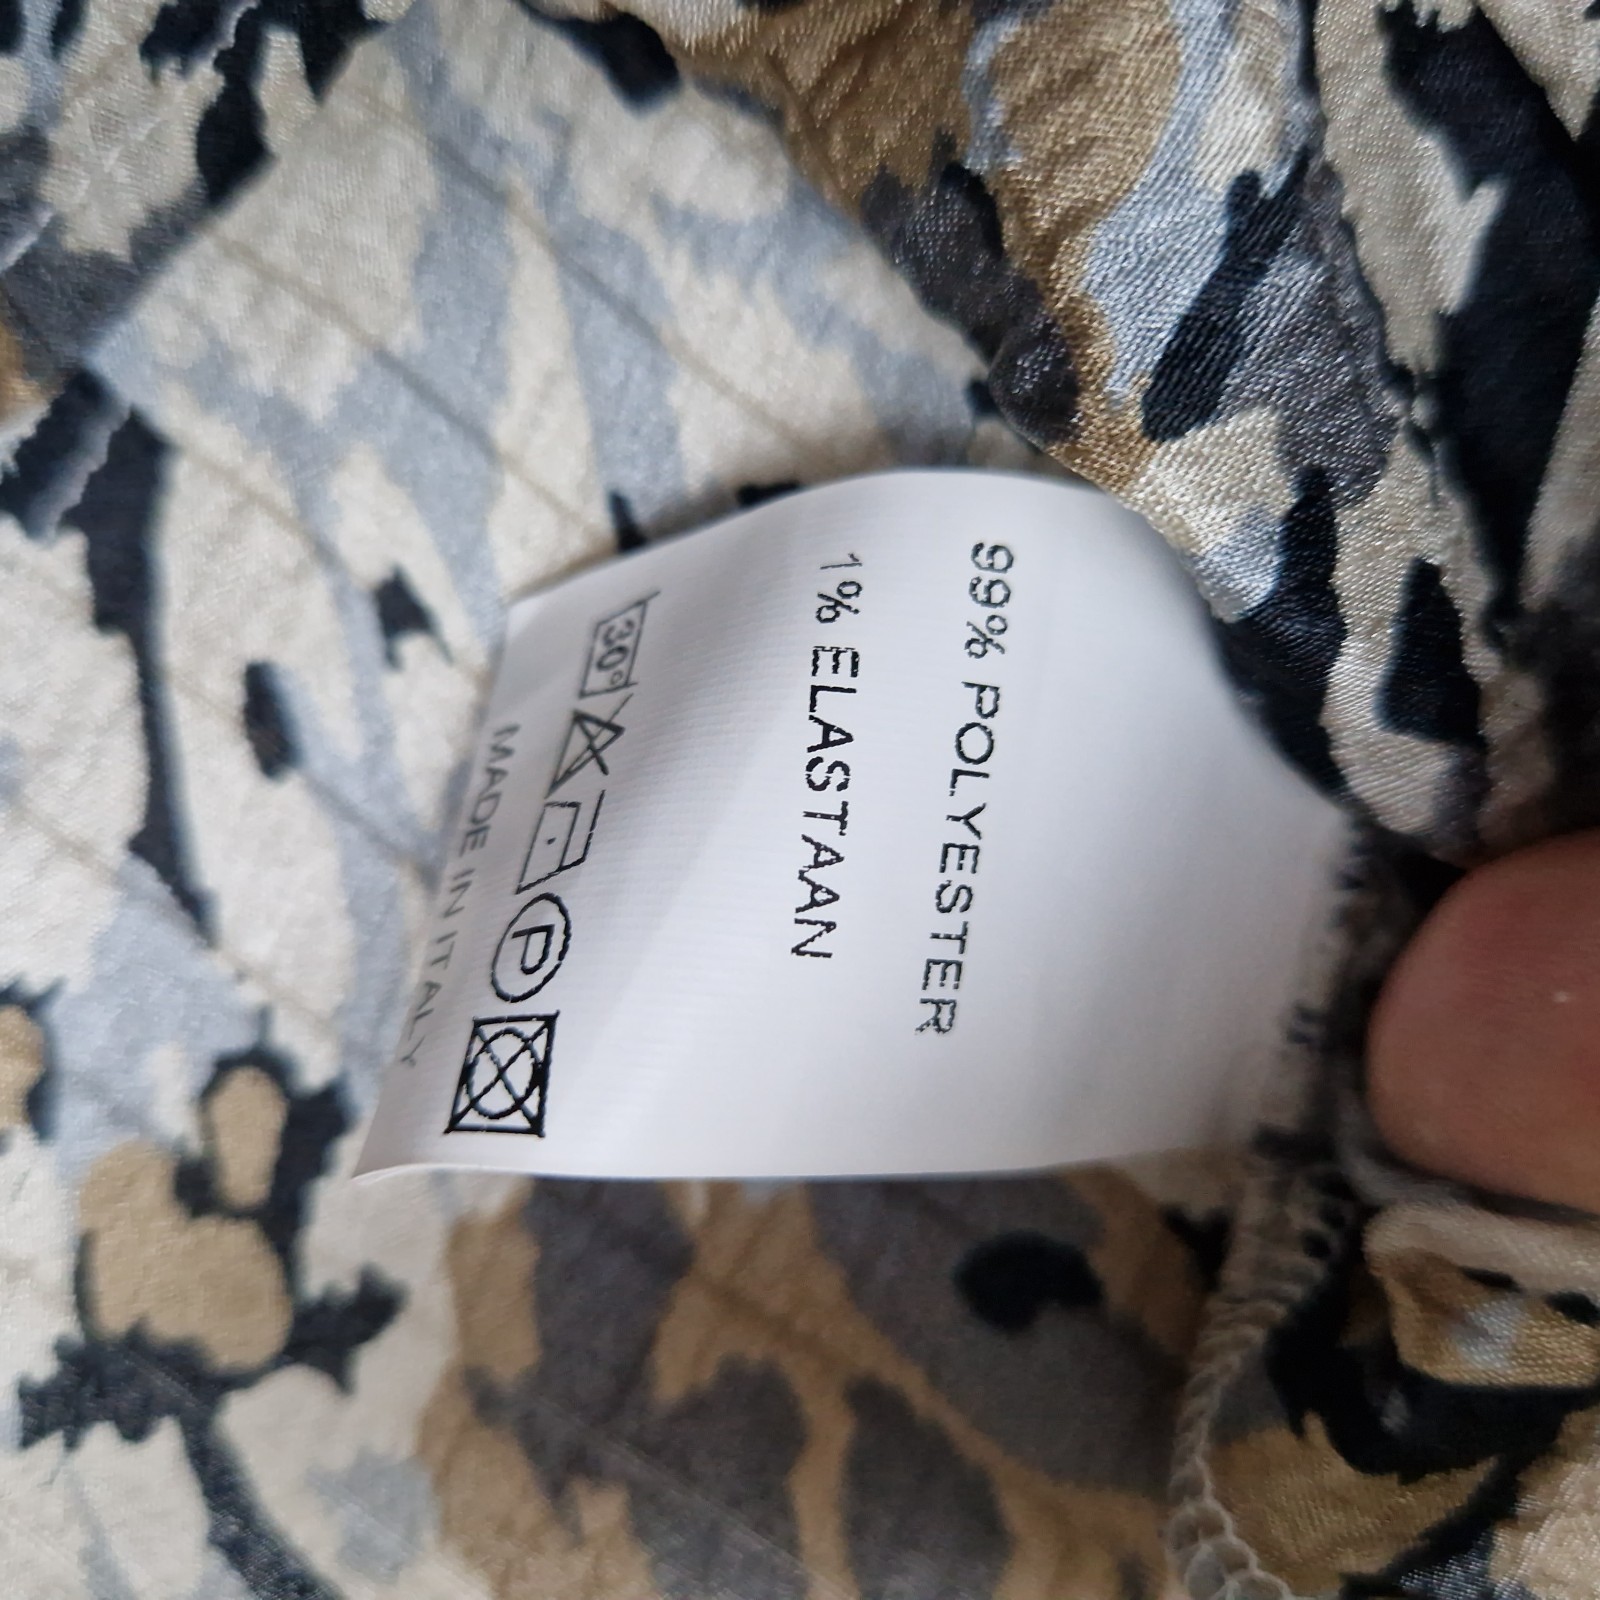 99% POLYESTER
1% ELASTAAN
30°
P
MADE IN ITALY